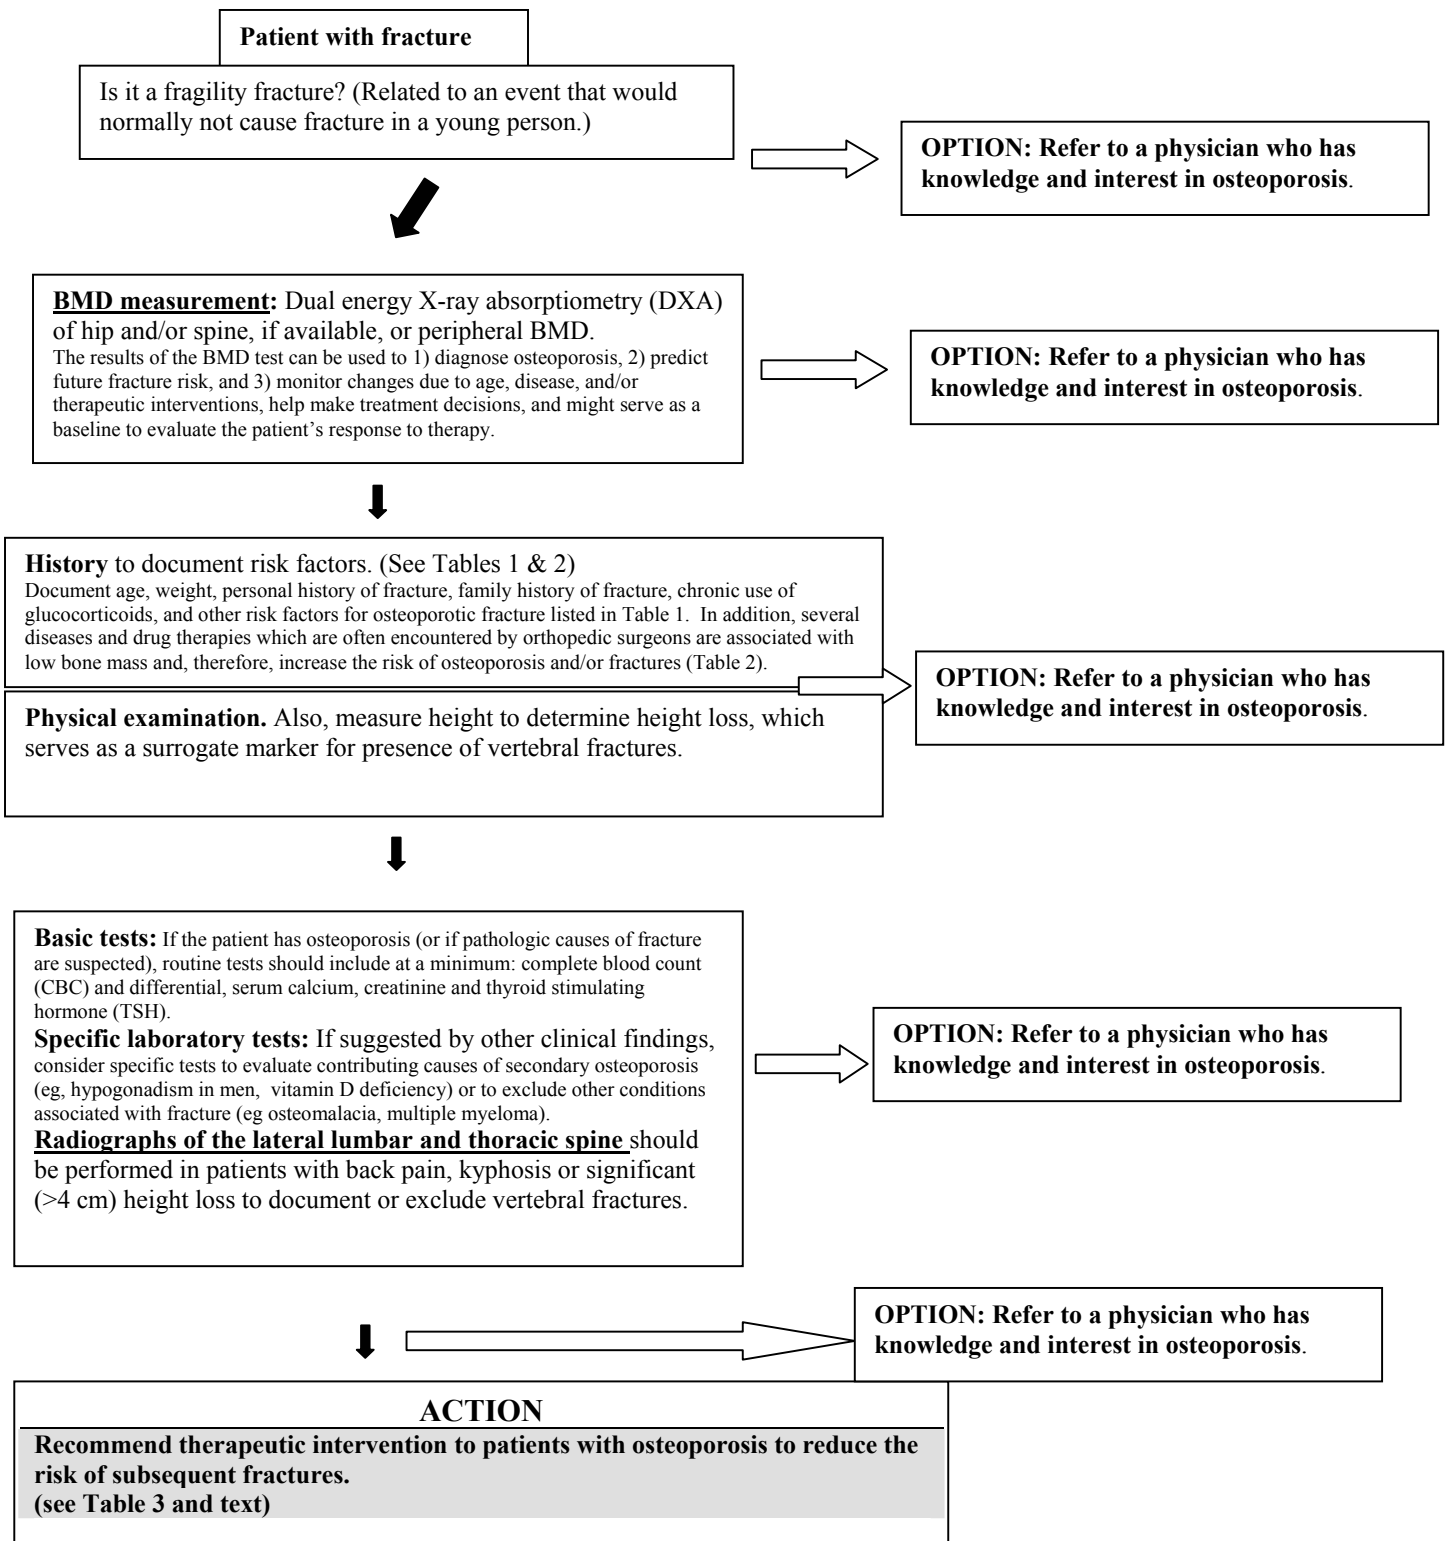 Patient with fracture
Is it a fragility fracture? (Related to an event that would
normally not cause fracture in a young person.)
OPTION: Refer to a physician who has
knowledge and interest in osteoporosis.
BMD measurement: Dual energy X-ray absorptiometry (DXA)
of hip and/or spine, if available, or peripheral BMD.
The results of the BMD test can be used to 1) diagnose osteoporosis, 2) predict
future fracture risk, and 3) monitor changes due to age, disease, and/or
therapeutic interventions, help make treatment decisions, and might serve as a
baseline to evaluate the patient’s response to therapy.
OPTION: Refer to a physician who has
knowledge and interest in osteoporosis.
History to document risk factors. (See Tables 1 & 2)
Document age, weight, personal history of fracture, family history of fracture, chronic use of
glucocorticoids, and other risk factors for osteoporotic fracture listed in Table 1.  In addition, several
diseases and drug therapies which are often encountered by orthopedic surgeons are associated with
low bone mass and, therefore, increase the risk of osteoporosis and/or fractures (Table 2).
Physical examination. Also, measure height to determine height loss, which
serves as a surrogate marker for presence of vertebral fractures.
OPTION: Refer to a physician who has
knowledge and interest in osteoporosis.
Basic tests: If the patient has osteoporosis (or if pathologic causes of fracture
are suspected), routine tests should include at a minimum: complete blood count
(CBC) and differential, serum calcium, creatinine and thyroid stimulating
hormone (TSH).
Specific laboratory tests: If suggested by other clinical findings,
consider specific tests to evaluate contributing causes of secondary osteoporosis
(eg, hypogonadism in men,  vitamin D deficiency) or to exclude other conditions
associated with fracture (eg osteomalacia, multiple myeloma).
Radiographs of the lateral lumbar and thoracic spine should
be performed in patients with back pain, kyphosis or significant
(>4 cm) height loss to document or exclude vertebral fractures.
OPTION: Refer to a physician who has
knowledge and interest in osteoporosis.
OPTION: Refer to a physician who has
knowledge and interest in osteoporosis.
ACTION
Recommend therapeutic intervention to patients with osteoporosis to reduce the
risk of subsequent fractures.
(see Table 3 and text)